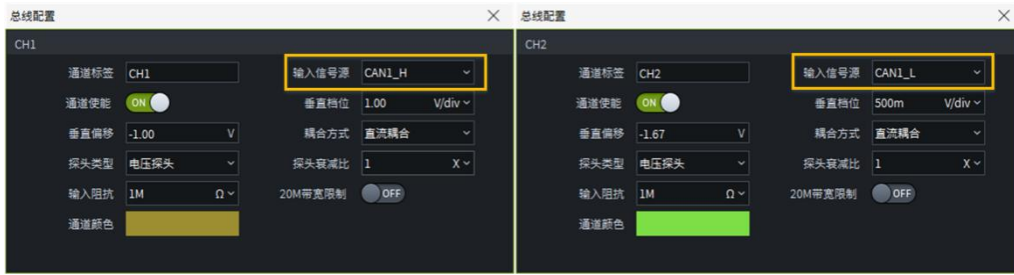 总线配置
CH1
通道标签 CH1 输入信号源 CAN1_H
通道使能 ON 垂直档位 1.00 V/div
垂直偏移 -1.00 V 耦合方式 直流耦合
探头类型 电压探头 探头衰减比 1 X
输入阻抗 1M Ω 20M带宽限制 OFF
通道颜色
总线配置
CH2
通道标签 CH2 输入信号源 CAN1_L
通道使能 ON 垂直档位 500m V/div
垂直偏移 -1.67 V 耦合方式 直流耦合
探头类型 电压探头 探头衰减比 1 X
输入阻抗 1M Ω 20M带宽限制 OFF
通道颜色